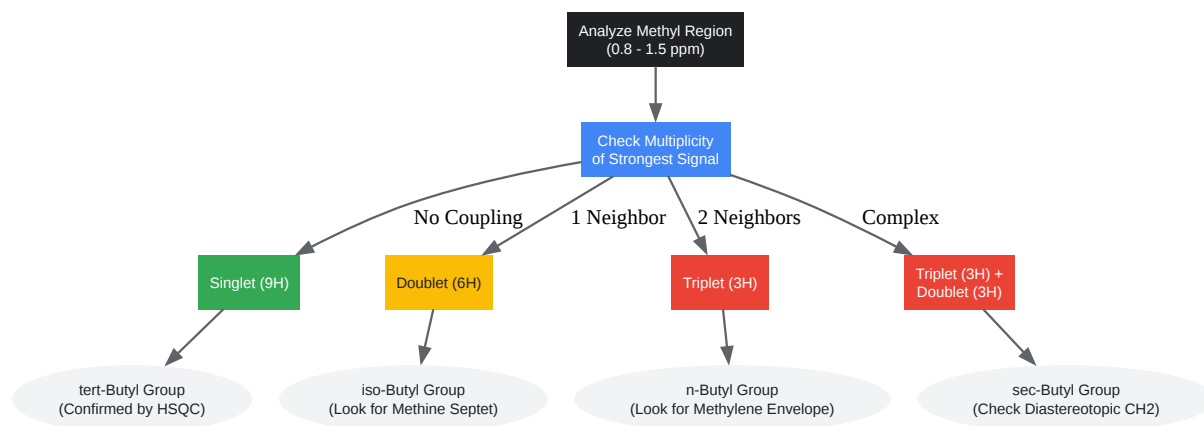 Analyze Methyl Region
(0.8 - 1.5 ppm)
Check Multiplicity
of Strongest Signal
No Coupling
1 Neighbor
2 Neighbors
Complex
Singlet (9H)
Doublet (6H)
Triplet (3H)
Triplet (3H) +
Doublet (3H)
tert-Butyl Group
(Confirmed by HSQC)
iso-Butyl Group
(Look for Methine Septet)
n-Butyl Group
(Look for Methylene Envelope)
sec-Butyl Group
(Check Diastereotopic CH2)